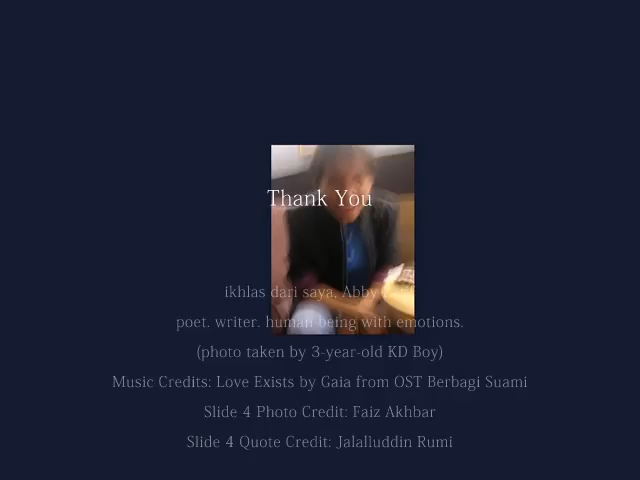 Thank You
ikhlas dari saya, Abby
poet. writer. human being with emotions.
(photo taken by 3-year-old KD Boy)
Music Credits: Love Exists by Gaia from OST Berbagi Suami
Slide 4 Photo Credit: Faiz Akhbar
Slide 4 Quote Credit: Jalalluddin Rumi